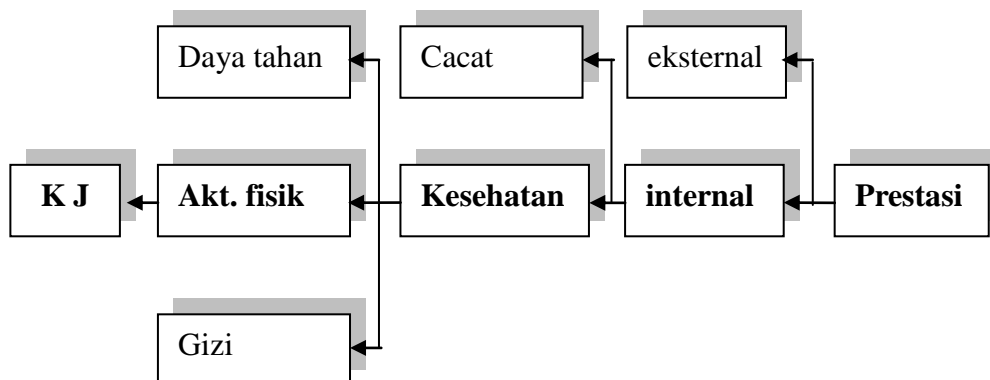 Daya tahan
Cacat
eksternal
K J
Akt. fisik
Kesehatan
internal
Prestasi
Gizi